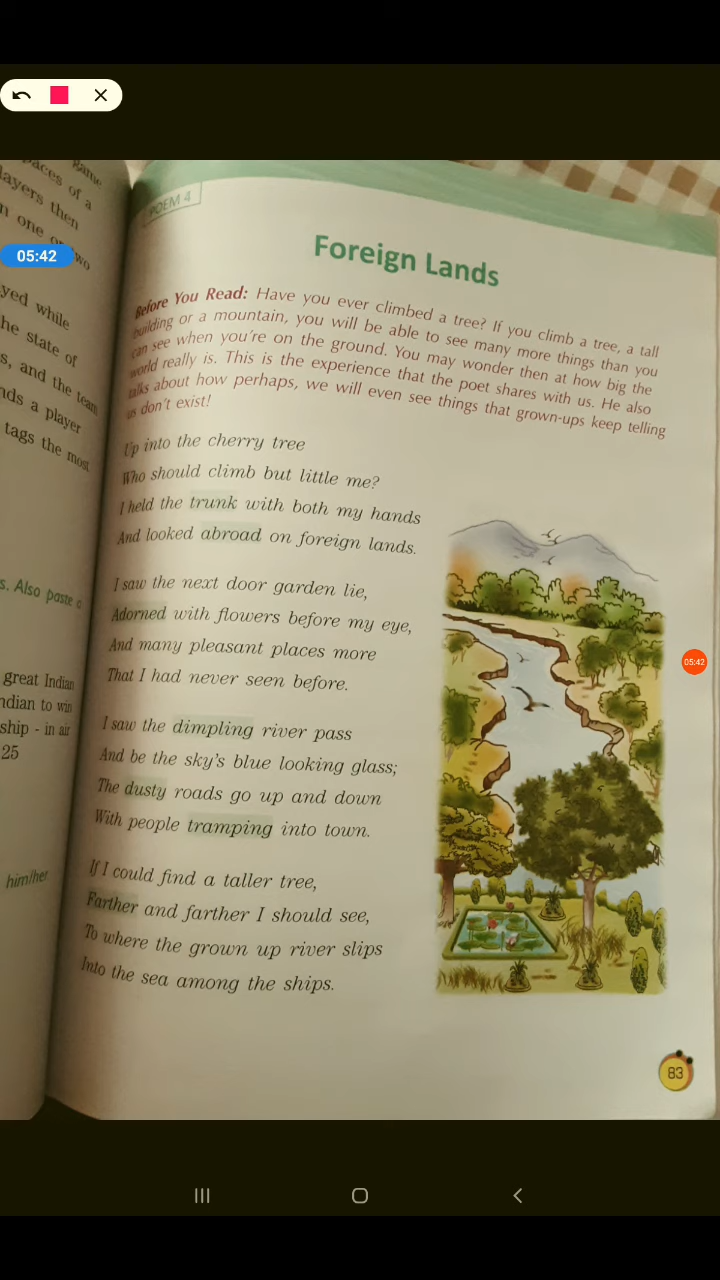 05:42
game
paces of a
layers then
n one or two
yed while
he state of
s, and the team
nds a player
tags the most
s. Also paste
great Indian
ndian to win
ship - in air
25
him/her
POEM 4
Foreign Lands
Before You Read: Have you ever climbed a tree? If you climb a tree, a tall
building or a mountain, you will be able to see many more things than you
can see when you're on the ground. You may wonder then at how big the
world really is. This is the experience that the poet shares with us. He also
talks about how perhaps, we will even see things that grown-ups keep telling
us don't exist!
Up into the cherry tree
Who should climb but little me?
I held the trunk with both my hands
And looked abroad on foreign lands.
I saw the next door garden lie,
Adorned with flowers before my eye,
And many pleasant places more
That I had never seen before.
I saw the dimpling river pass
And be the sky's blue looking glass;
The dusty roads go up and down
With people tramping into town.
If I could find a taller tree,
Farther and farther I should see,
To where the grown up river slips
Into the sea among the ships.
05:42
83